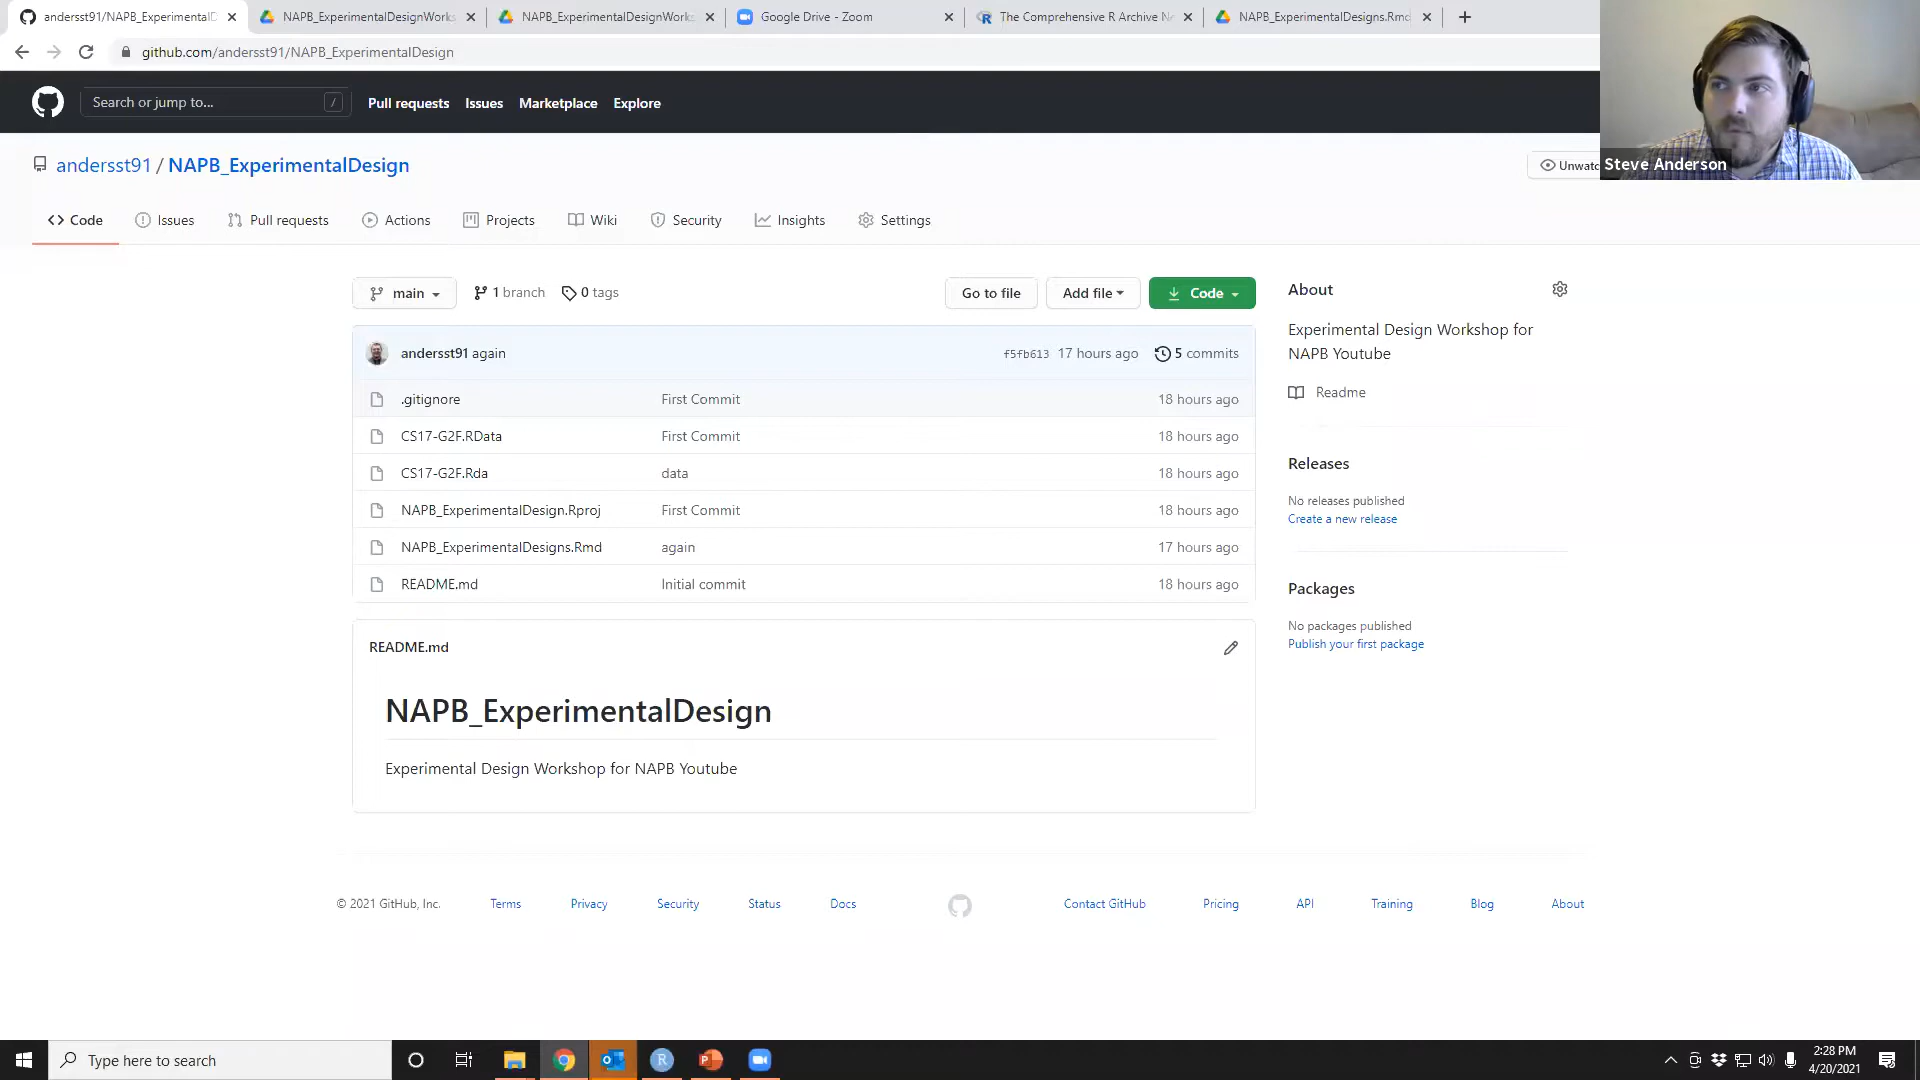 andersst91/NAPB_ExperimentalD
NAPB_ExperimentalDesignWorks
NAPB_ExperimentalDesignWorks
Google Drive - Zoom
The Comprehensive R Archive N
NAPB_ExperimentalDesigns.Rmd
github.com/andersst91/NAPB_ExperimentalDesign
Search or jump to...
/
Pull requests
Issues
Marketplace
Explore
andersst91 / NAPB_ExperimentalDesign
Unwatc
Steve Anderson
Code
Issues
Pull requests
Actions
Projects
Wiki
Security
Insights
Settings
main
1 branch
0 tags
Go to file
Add file
Code
andersst91 again
f5fb613 17 hours ago
5 commits
.gitignore
First Commit
18 hours ago
CS17-G2F.RData
First Commit
18 hours ago
CS17-G2F.Rda
data
18 hours ago
NAPB_ExperimentalDesign.Rproj
First Commit
18 hours ago
NAPB_ExperimentalDesigns.Rmd
again
17 hours ago
README.md
Initial commit
18 hours ago
About
Experimental Design Workshop for
NAPB Youtube
Readme
Releases
No releases published
Create a new release
Packages
No packages published
Publish your first package
README.md
NAPB_ExperimentalDesign
Experimental Design Workshop for NAPB Youtube
© 2021 GitHub, Inc.
Terms
Privacy
Security
Status
Docs
Contact GitHub
Pricing
API
Training
Blog
About
Type here to search
2:28 PM
4/20/2021